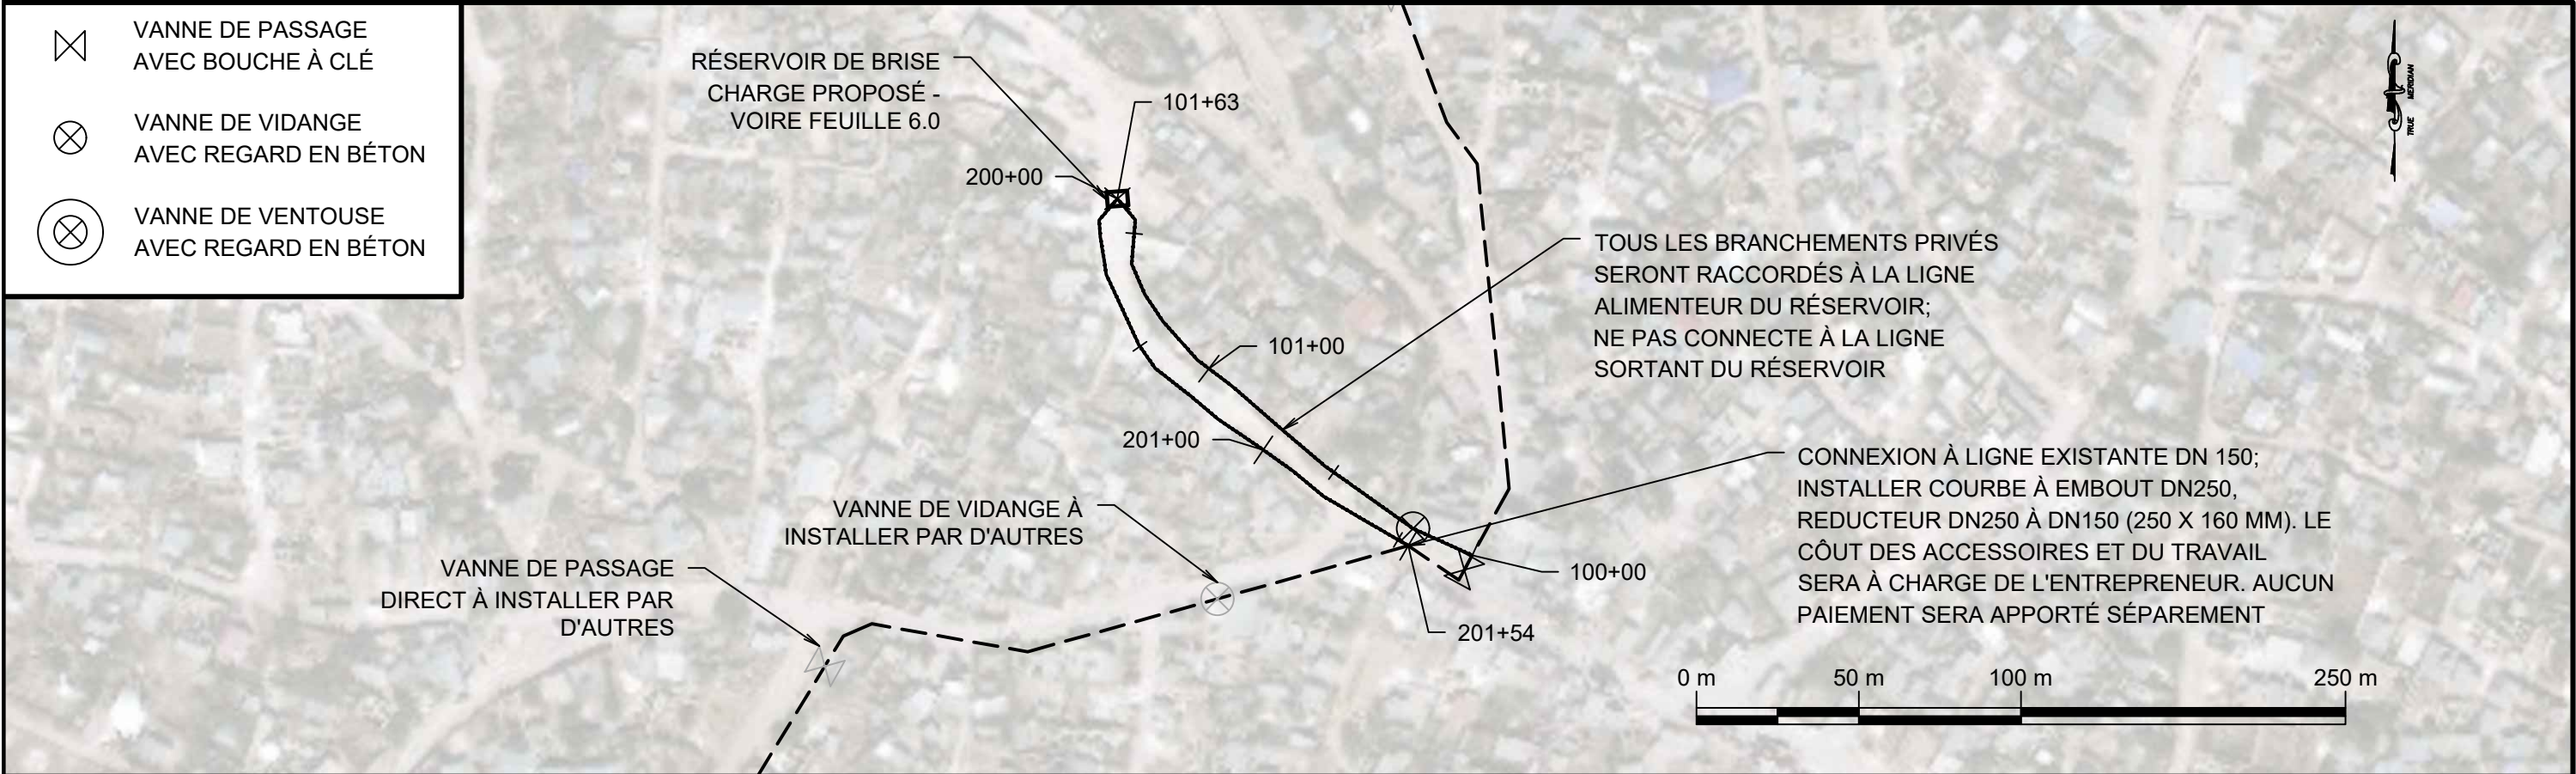 VANNE DE PASSAGE
AVEC BOUCHE À CLÉ
VANNE DE VIDANGE
AVEC REGARD EN BÉTON
VANNE DE VENTOUSE
AVEC REGARD EN BÉTON
RÉSERVOIR DE BRISE
CHARGE PROPOSÉ -
VOIRE FEUILLE 6.0
101+63
200+00
TRUE MERIDIAN
TOUS LES BRANCHEMENTS PRIVÉS
SERONT RACCORDÉS À LA LIGNE
ALIMENTEUR DU RÉSERVOIR;
NE PAS CONNECTE À LA LIGNE
SORTANT DU RÉSERVOIR
101+00
201+00
CONNEXION À LIGNE EXISTANTE DN 150;
INSTALLER COURBE À EMBOUT DN250,
REDUCTEUR DN250 À DN150 (250 X 160 MM). LE
CÔUT DES ACCESSOIRES ET DU TRAVAIL
SERA À CHARGE DE L'ENTREPRENEUR. AUCUN
PAIEMENT SERA APPORTÉ SÉPAREMENT
VANNE DE VIDANGE À
INSTALLER PAR D'AUTRES
VANNE DE PASSAGE
DIRECT À INSTALLER PAR
D'AUTRES
100+00
201+54
0 m
50 m
100 m
250 m